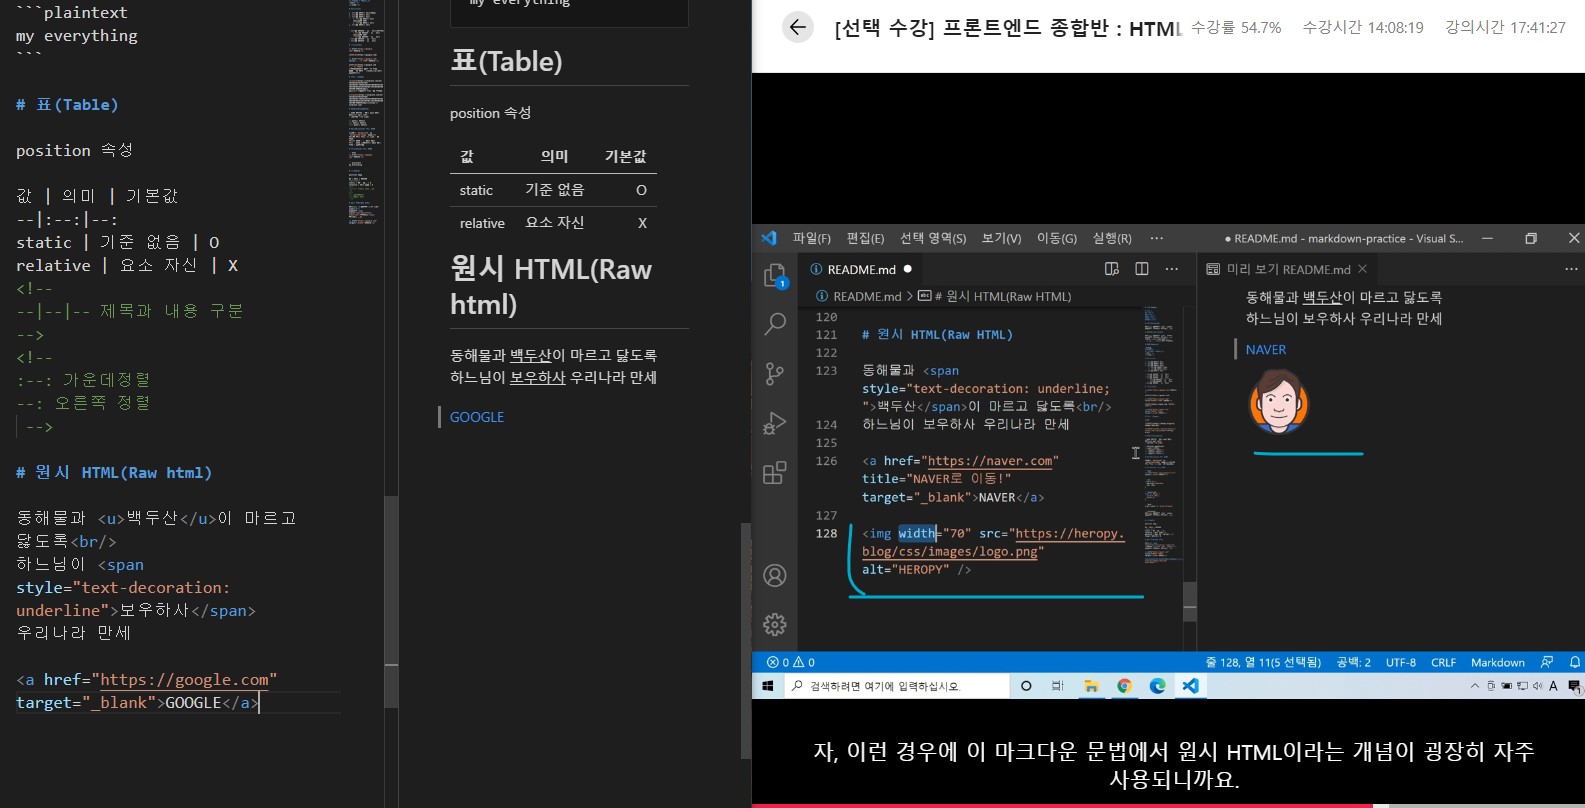 ```plaintext
my everything
```
# 표(Table)
position 속성
값 | 의미 | 기본값
--|:--:|--:
static | 기준 없음 | O
relative | 요소 자신 | X
<!--
--|--|-- 제목과 내용 구분
-->
<!--
:--: 가운데정렬
--: 오른쪽 정렬
-->
# 원시 HTML(Raw html)
동해물과 <u>백두산</u>이 마르고
닳도록<br/>
하느님이 <span
style="text-decoration:
underline">보우하사</span>
우리나라 만세
<a href="https://google.com"
target="_blank">GOOGLE</a>
my everything
표(Table)
position 속성
값 의미 기본값
static 기준 없음 O
relative 요소 자신 X
원시 HTML(Raw
html)
동해물과 백두산이 마르고 닳도록
하느님이 보우하사 우리나라 만세
GOOGLE
[선택 수강] 프론트엔드 종합반 : HTML 수강률 54.7% 수강시간 14:08:19 강의시간 17:41:27
파일(F) 편집(E) 선택 영역(S) 보기(V) 이동(G) 실행(R) ··· ● README.md - markdown-practice - Visual S...
README.md ●
README.md > # 원시 HTML(Raw HTML)
120
121 # 원시 HTML(Raw HTML)
122
123 동해물과 <span
style="text-decoration: underline;
">백두산</span>이 마르고 닳도록<br/>
124 하느님이 보우하사 우리나라 만세
125
126 <a href="https://naver.com"
title="NAVER로 이동!"
target="_blank">NAVER</a>
127
128 <img width="70" src="https://heropy.
blog/css/images/logo.png"
alt="HEROPY" />
미리 보기 README.md
동해물과 백두산이 마르고 닳도록
하느님이 보우하사 우리나라 만세
NAVER
1
0 0 줄 128, 열 11(5 선택됨) 공백: 2 UTF-8 CRLF Markdown
검색하려면 여기에 입력하십시오. A
자, 이런 경우에 이 마크다운 문법에서 원시 HTML이라는 개념이 굉장히 자주
사용되니까요.